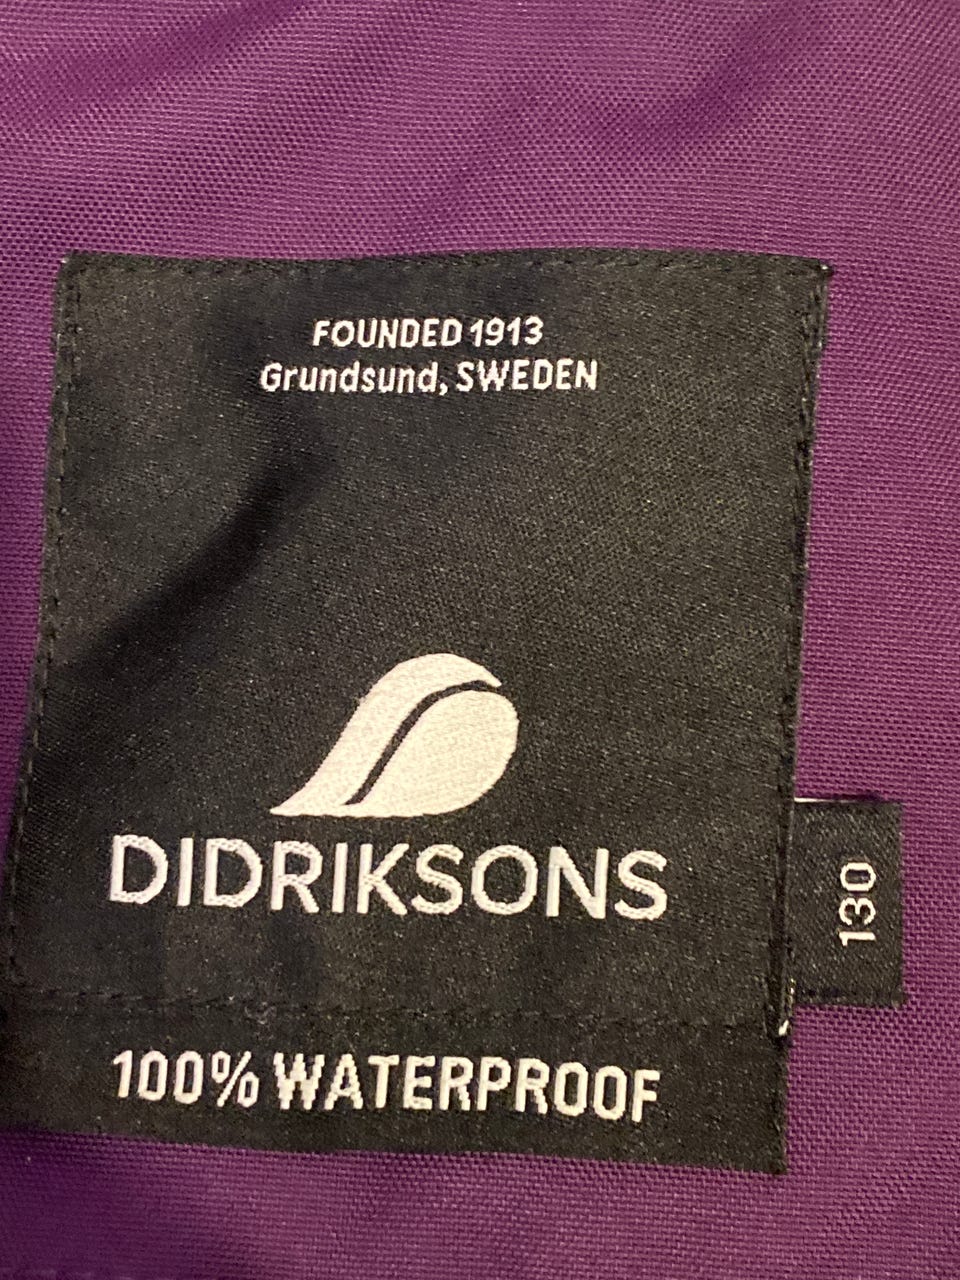 FOUNDED 1913
Grundsund, SWEDEN
DIDRIKSONS
130
100% WATERPROOF